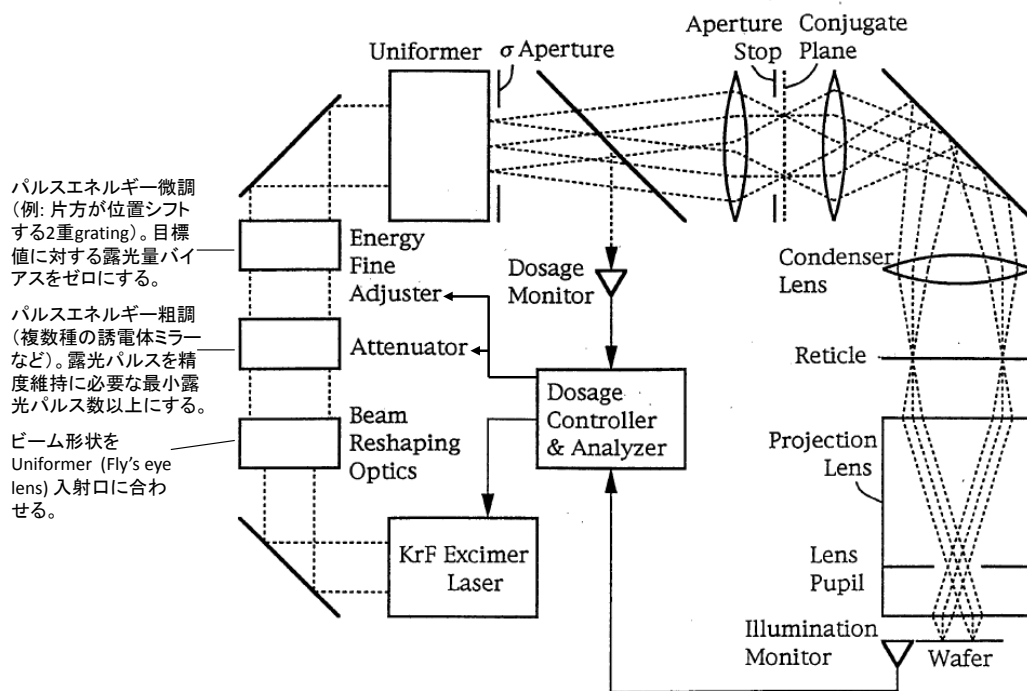 Uniformer
σ Aperture
Aperture
Stop
Conjugate
Plane
パルスエネルギー微調
(例: 片方が位置シフト
する2重grating)。目標
値に対する露光量バイ
アスをゼロにする。
Energy
Fine
Adjuster
Dosage
Monitor
Condenser
Lens
パルスエネルギー粗調
(複数種の誘電体ミラー
など)。露光パルスを精
度維持に必要な最小露
光パルス数以上にする。
Attenuator
Reticle
ビーム形状を
Uniformer (Fly's eye
lens) 入射口に合わ
せる。
Beam
Reshaping
Optics
Dosage
Controller
& Analyzer
Projection
Lens
KrF Excimer
Laser
Lens
Pupil
Illumination
Monitor
Wafer